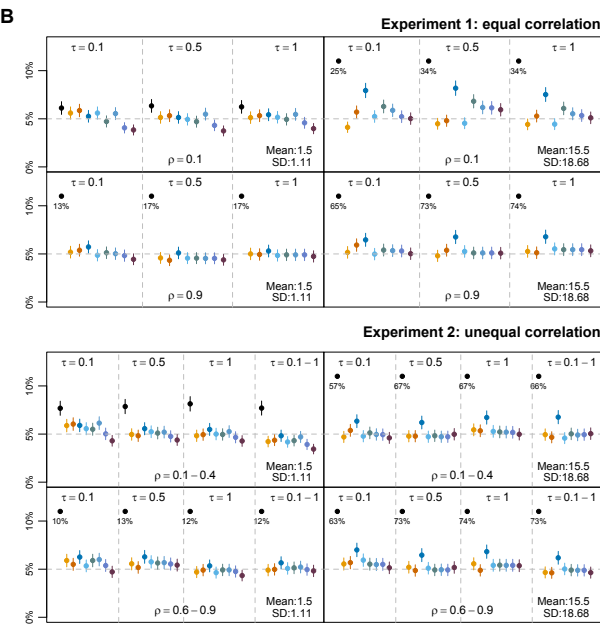 B
Experiment 1: equal correlation
τ = 0.1 τ = 0.5 τ = 1 τ = 0.1 τ = 0.5 τ = 1
25% 34% 34%
10%
5%
0%
ρ = 0.1 Mean:1.5 SD:1.11 ρ = 0.1 Mean:15.5 SD:18.68
τ = 0.1 τ = 0.5 τ = 1 τ = 0.1 τ = 0.5 τ = 1
13% 17% 17% 65% 73% 74%
10%
5%
0%
ρ = 0.9 Mean:1.5 SD:1.11 ρ = 0.9 Mean:15.5 SD:18.68
Experiment 2: unequal correlation
τ = 0.1 τ = 0.5 τ = 1 τ = 0.1 − 1 τ = 0.1 τ = 0.5 τ = 1 τ = 0.1 − 1
57% 67% 67% 66%
10%
5%
0%
ρ = 0.1 − 0.4 Mean:1.5 SD:1.11 ρ = 0.1 − 0.4 Mean:15.5 SD:18.68
τ = 0.1 τ = 0.5 τ = 1 τ = 0.1 − 1 τ = 0.1 τ = 0.5 τ = 1 τ = 0.1 − 1
10% 13% 12% 12% 63% 73% 74% 73%
10%
5%
0%
ρ = 0.6 − 0.9 Mean:1.5 SD:1.11 ρ = 0.6 − 0.9 Mean:15.5 SD:18.68